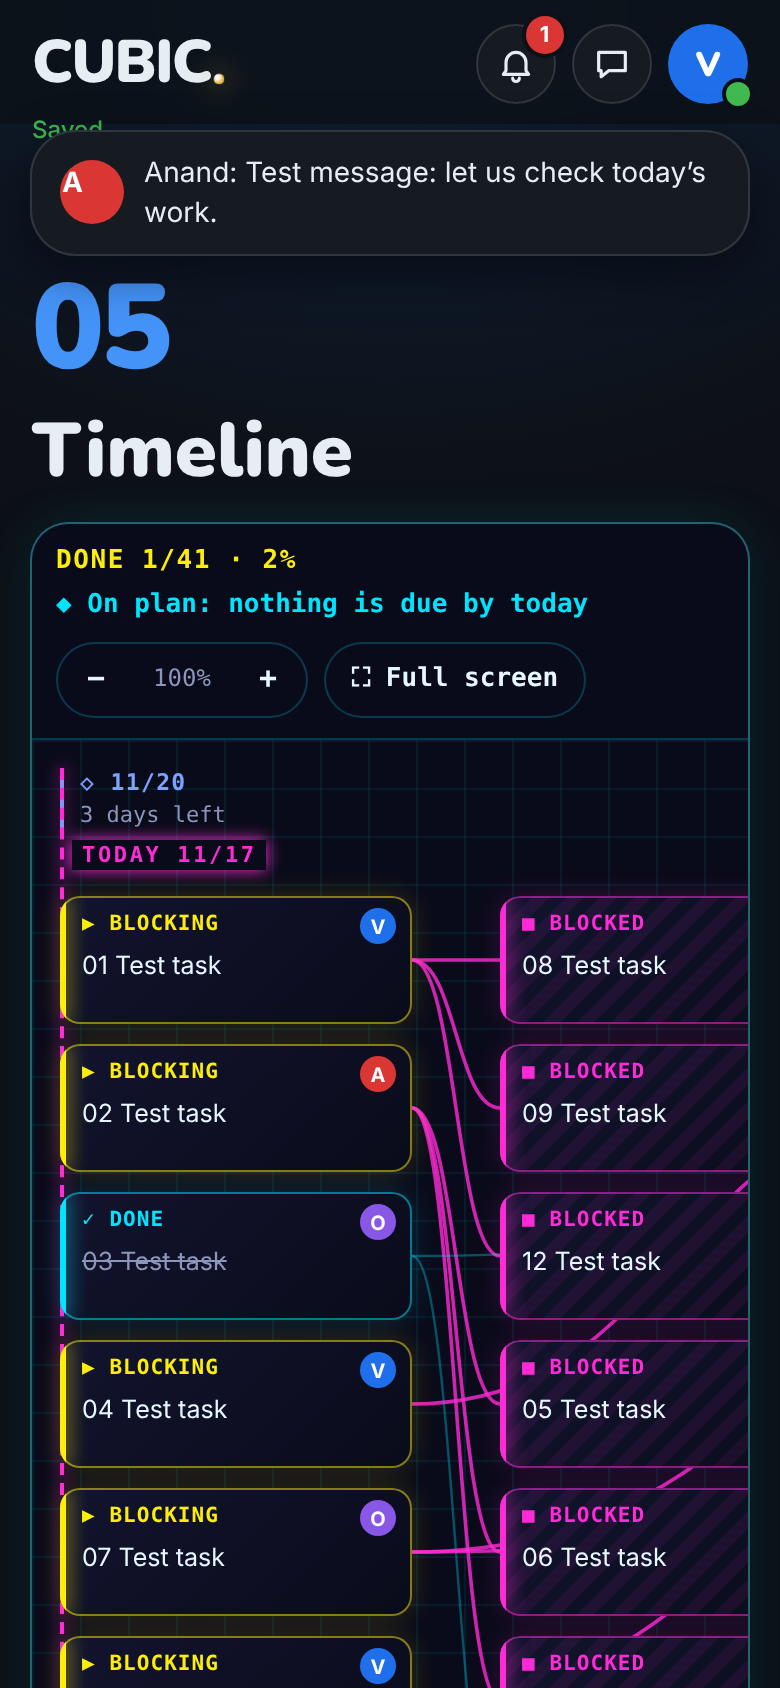 CUBIC.
1
V
Saved
A
Anand: Test message: let us check today’s
work.
05
Timeline
DONE 1/41 · 2%
◆ On plan: nothing is due by today
− 100% +
Full screen
◇ 11/20
3 days left
TODAY 11/17
▶ BLOCKING V
01 Test task
■ BLOCKED
08 Test task
▶ BLOCKING A
02 Test task
■ BLOCKED
09 Test task
✓ DONE O
03 Test task
■ BLOCKED
12 Test task
▶ BLOCKING V
04 Test task
■ BLOCKED
05 Test task
▶ BLOCKING O
07 Test task
■ BLOCKED
06 Test task
▶ BLOCKING V
■ BLOCKED